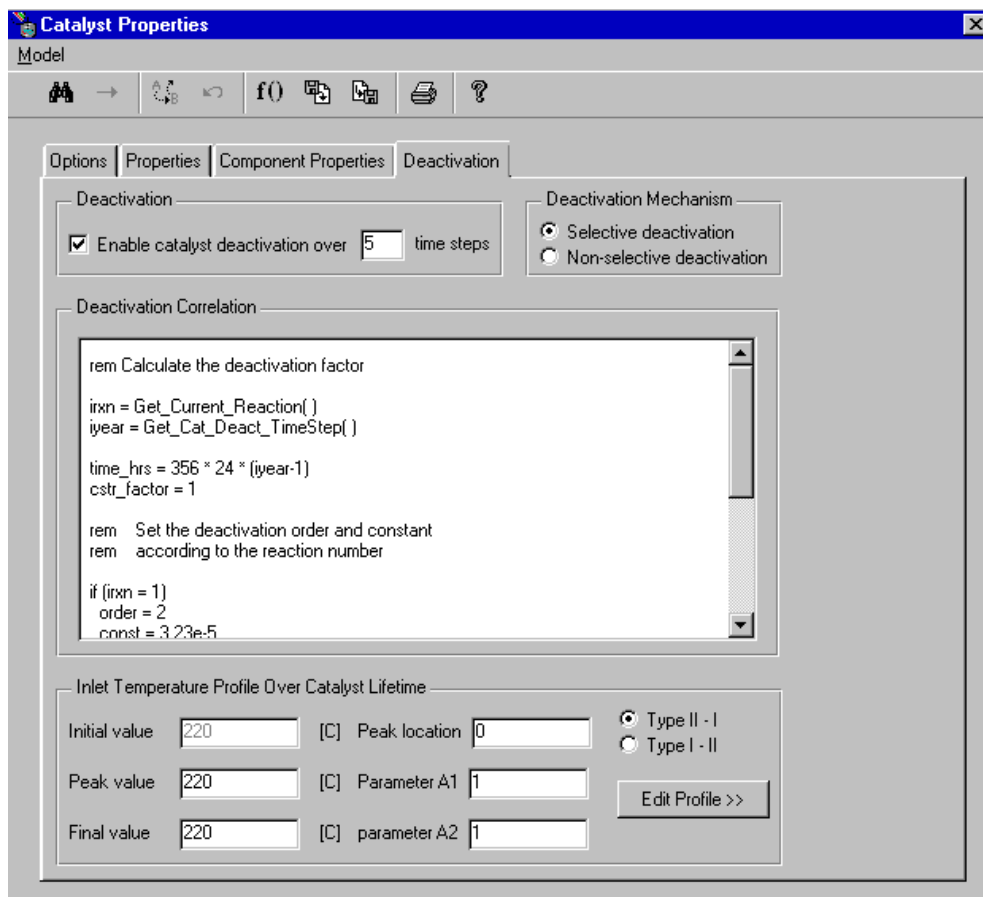 Catalyst Properties
Model
f()
Options Properties Component Properties Deactivation
Deactivation
Enable catalyst deactivation over 5 time steps
Deactivation Mechanism
Selective deactivation
Non-selective deactivation
Deactivation Correlation
rem Calculate the deactivation factor
irxn = Get_Current_Reaction( )
iyear = Get_Cat_Deact_TimeStep( )
time_hrs = 356 * 24 * (iyear-1)
cstr_factor = 1
rem Set the deactivation order and constant
rem according to the reaction number
if (irxn = 1)
order = 2
const = 3.23e-5
Inlet Temperature Profile Over Catalyst Lifetime
Initial value 220 [C] Peak location 0
Peak value 220 [C] Parameter A1 1
Final value 220 [C] parameter A2 1
Type II - I
Type I - II
Edit Profile >>